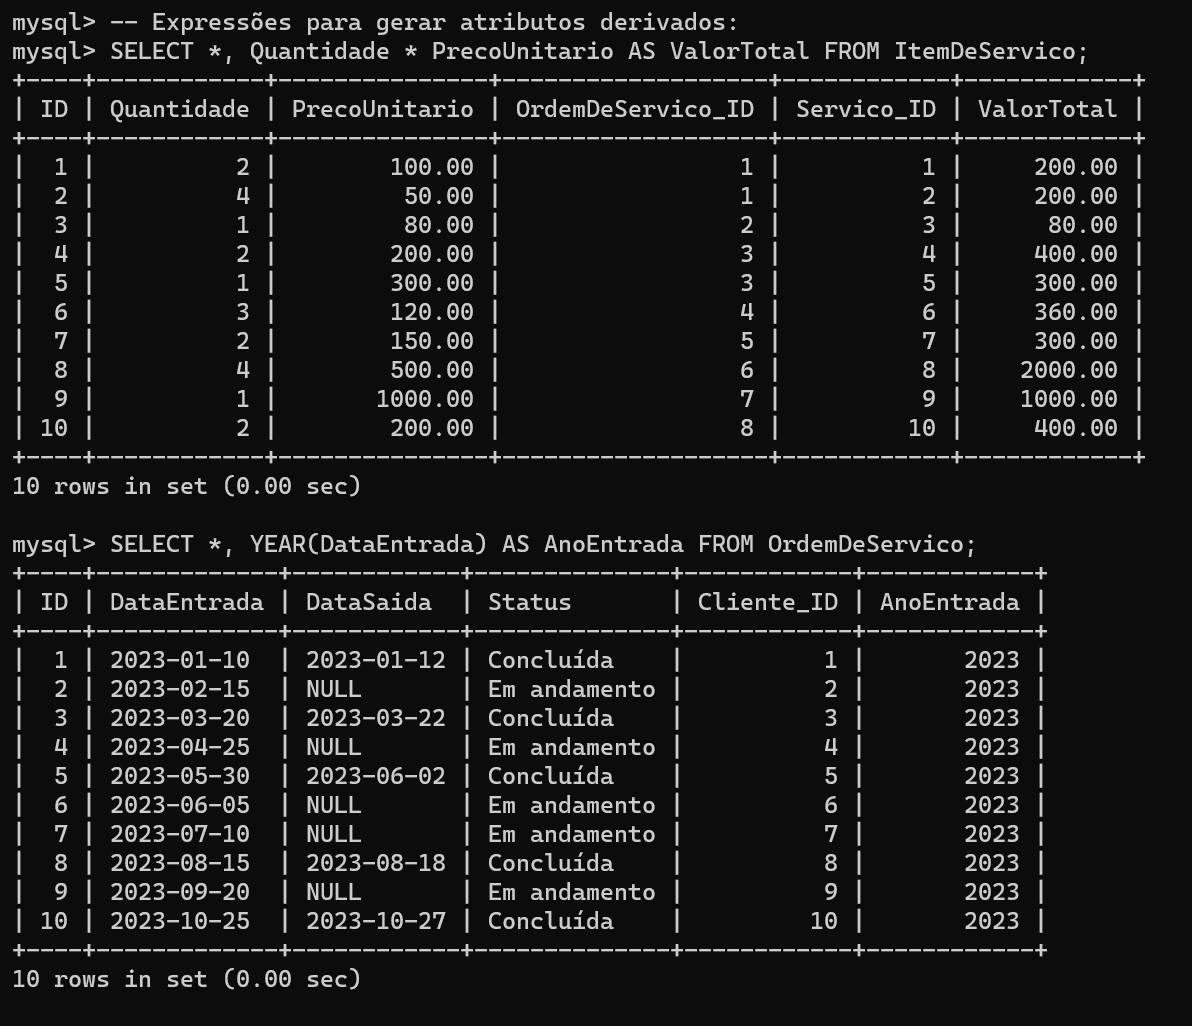 mysql> -- Expressões para gerar atributos derivados:
mysql> SELECT *, Quantidade * PrecoUnitario AS ValorTotal FROM ItemDeServico;
+----+------------+---------------+-------------------+------------+------------+
| ID | Quantidade | PrecoUnitario | OrdemDeServico_ID | Servico_ID | ValorTotal |
+----+------------+---------------+-------------------+------------+------------+
|  1 |          2 |        100.00 |                 1 |          1 |     200.00 |
|  2 |          4 |         50.00 |                 1 |          2 |     200.00 |
|  3 |          1 |         80.00 |                 2 |          3 |      80.00 |
|  4 |          2 |        200.00 |                 3 |          4 |     400.00 |
|  5 |          1 |        300.00 |                 3 |          5 |     300.00 |
|  6 |          3 |        120.00 |                 4 |          6 |     360.00 |
|  7 |          2 |        150.00 |                 5 |          7 |     300.00 |
|  8 |          4 |        500.00 |                 6 |          8 |    2000.00 |
|  9 |          1 |       1000.00 |                 7 |          9 |    1000.00 |
| 10 |          2 |        200.00 |                 8 |         10 |     400.00 |
+----+------------+---------------+-------------------+------------+------------+
10 rows in set (0.00 sec)

mysql> SELECT *, YEAR(DataEntrada) AS AnoEntrada FROM OrdemDeServico;
+----+-------------+------------+--------------+------------+------------+
| ID | DataEntrada | DataSaida  | Status       | Cliente_ID | AnoEntrada |
+----+-------------+------------+--------------+------------+------------+
|  1 | 2023-01-10  | 2023-01-12 | Concluída    |          1 |       2023 |
|  2 | 2023-02-15  | NULL       | Em andamento |          2 |       2023 |
|  3 | 2023-03-20  | 2023-03-22 | Concluída    |          3 |       2023 |
|  4 | 2023-04-25  | NULL       | Em andamento |          4 |       2023 |
|  5 | 2023-05-30  | 2023-06-02 | Concluída    |          5 |       2023 |
|  6 | 2023-06-05  | NULL       | Em andamento |          6 |       2023 |
|  7 | 2023-07-10  | NULL       | Em andamento |          7 |       2023 |
|  8 | 2023-08-15  | 2023-08-18 | Concluída    |          8 |       2023 |
|  9 | 2023-09-20  | NULL       | Em andamento |          9 |       2023 |
| 10 | 2023-10-25  | 2023-10-27 | Concluída    |         10 |       2023 |
+----+-------------+------------+--------------+------------+------------+
10 rows in set (0.00 sec)